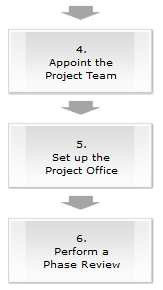 4.
Appoint the
Project Team
5.
Set up the
Project Office
6.
Perform a
Phase Review